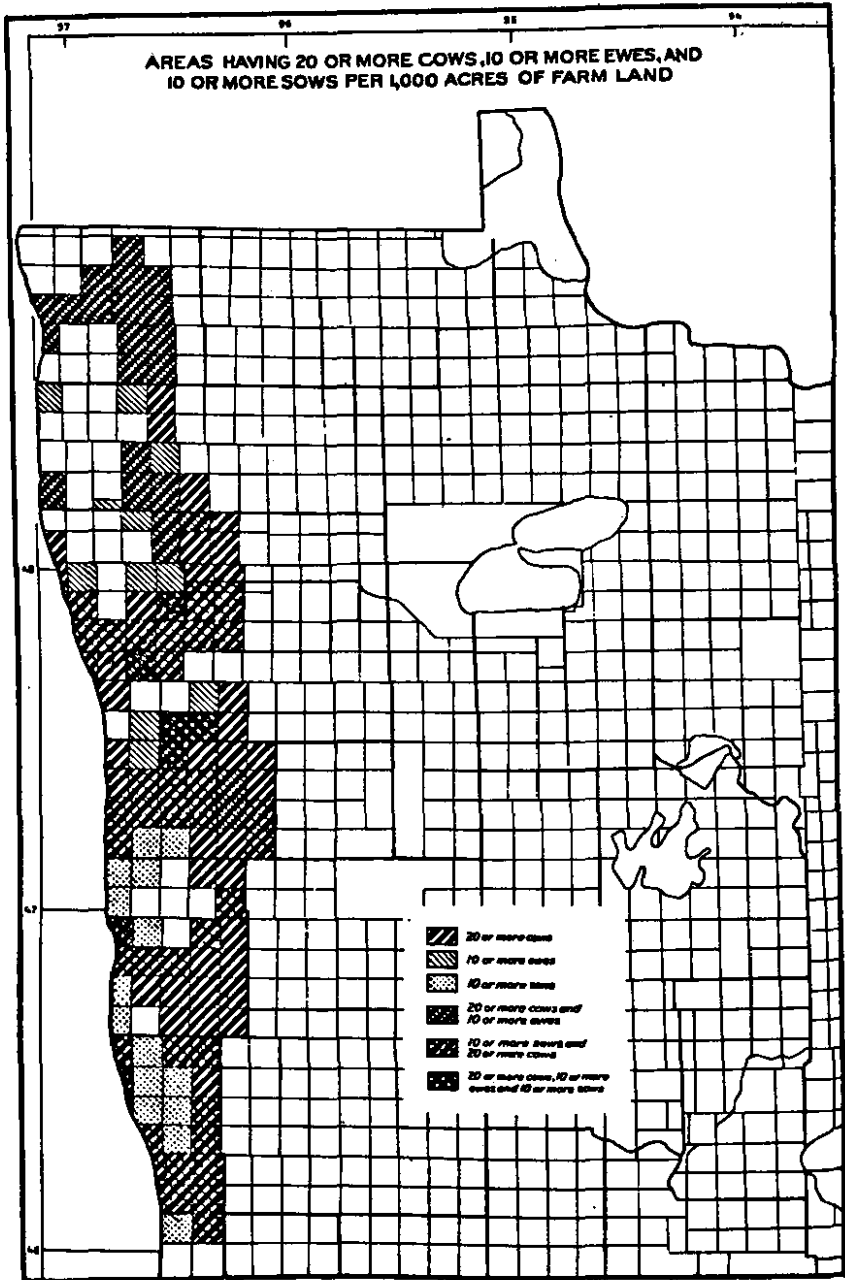 97 96 95 94
AREAS HAVING 20 OR MORE COWS, 10 OR MORE EWES, AND
10 OR MORE SOWS PER 1,000 ACRES OF FARM LAND
48
47
20 or more cows
10 or more ewes
10 or more sows
20 or more cows and
10 or more ewes
10 or more sows and
20 or more cows
20 or more cows, 10 or more
ewes and 10 or more sows
46